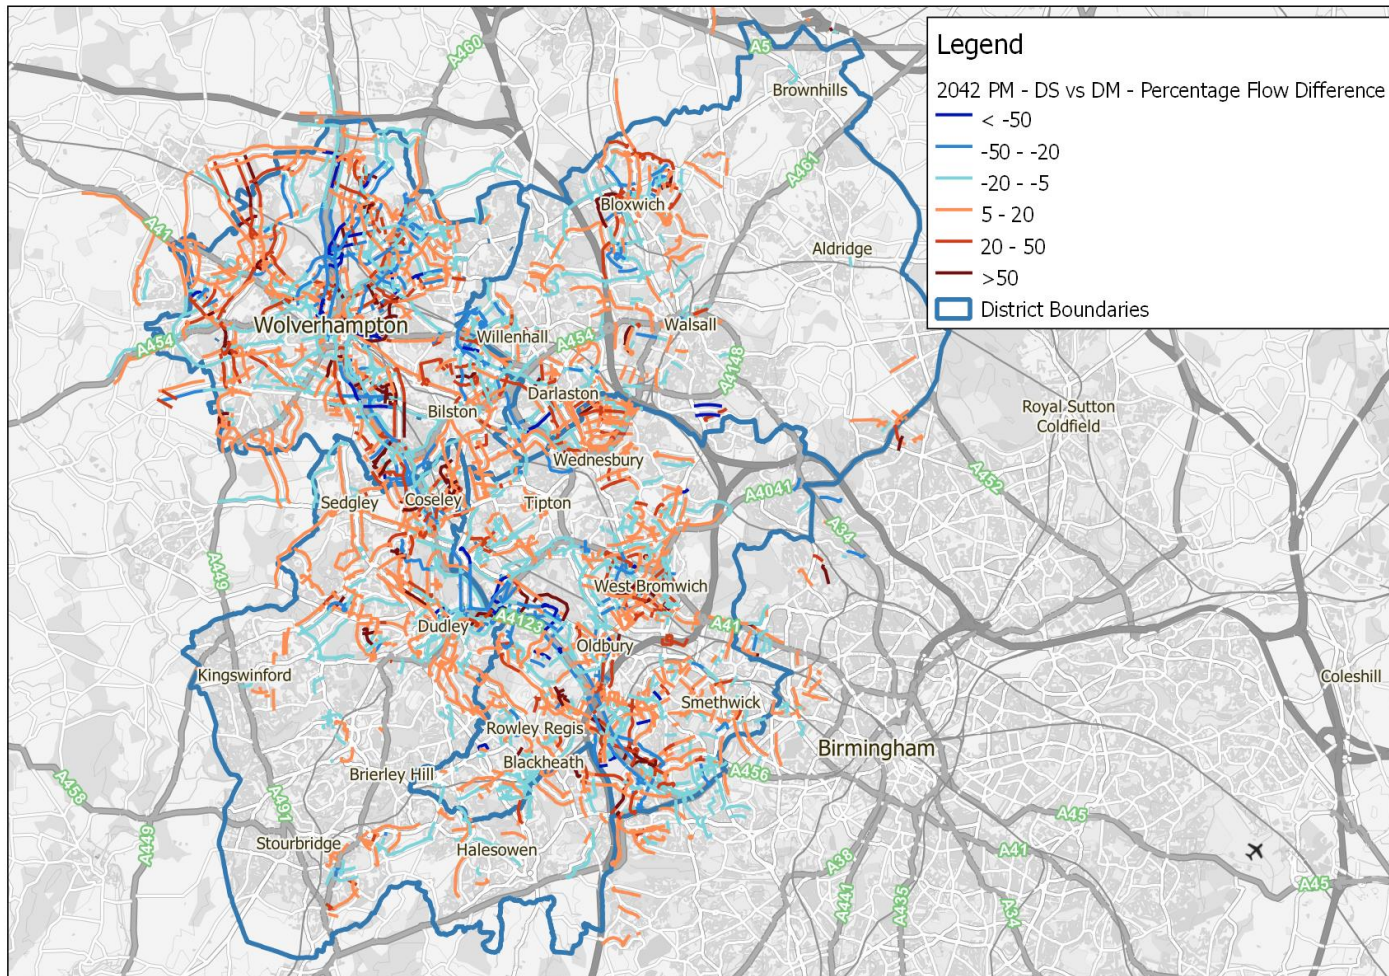 Legend
2042 PM - DS vs DM - Percentage Flow Difference
< -50
-50 - -20
-20 - -5
5 - 20
20 - 50
>50
District Boundaries
A460
A5
Brownhills
A461
Bloxwich
A41
Aldridge
Wolverhampton
Willenhall
A454
Walsall
A454
A4148
Darlaston
Bilston
Royal Sutton
Coldfield
Wednesbury
A452
Sedgley
Coseley
Tipton
A4041
A34
A449
West Bromwich
Dudley
A4123
A41
Oldbury
Kingswinford
Coleshill
Smethwick
Rowley Regis
Birmingham
Blackheath
Brierley Hill
A456
A458
A491
A45
A449
Stourbridge
Halesowen
A38
A41
A45
A441
A435
A34